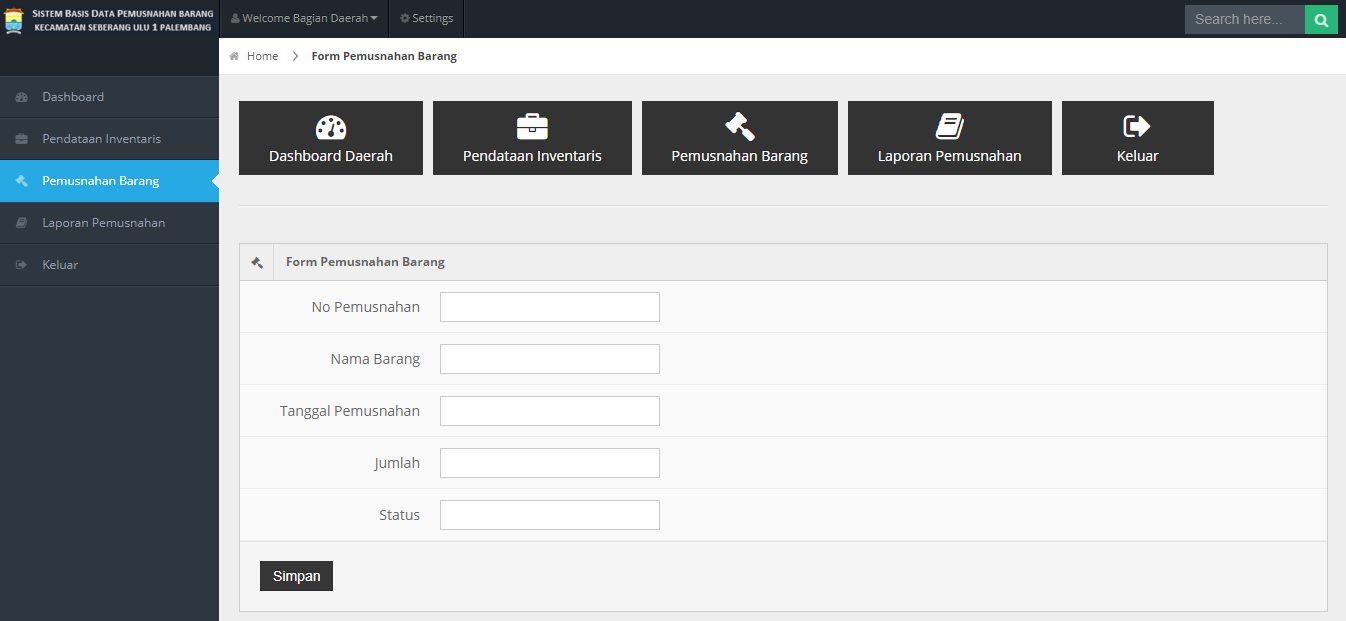 SISTEM BASIS DATA PEMUSNAHAN BARANG
KECAMATAN SEBERANG ULU 1 PALEMBANG
Welcome Bagian Daerah
Settings
Search here...
Home
Form Pemusnahan Barang
Dashboard
Pendataan Inventaris
Pemusnahan Barang
Laporan Pemusnahan
Keluar
Dashboard Daerah
Pendataan Inventaris
Pemusnahan Barang
Laporan Pemusnahan
Keluar
Form Pemusnahan Barang
No Pemusnahan
Nama Barang
Tanggal Pemusnahan
Jumlah
Status
Simpan